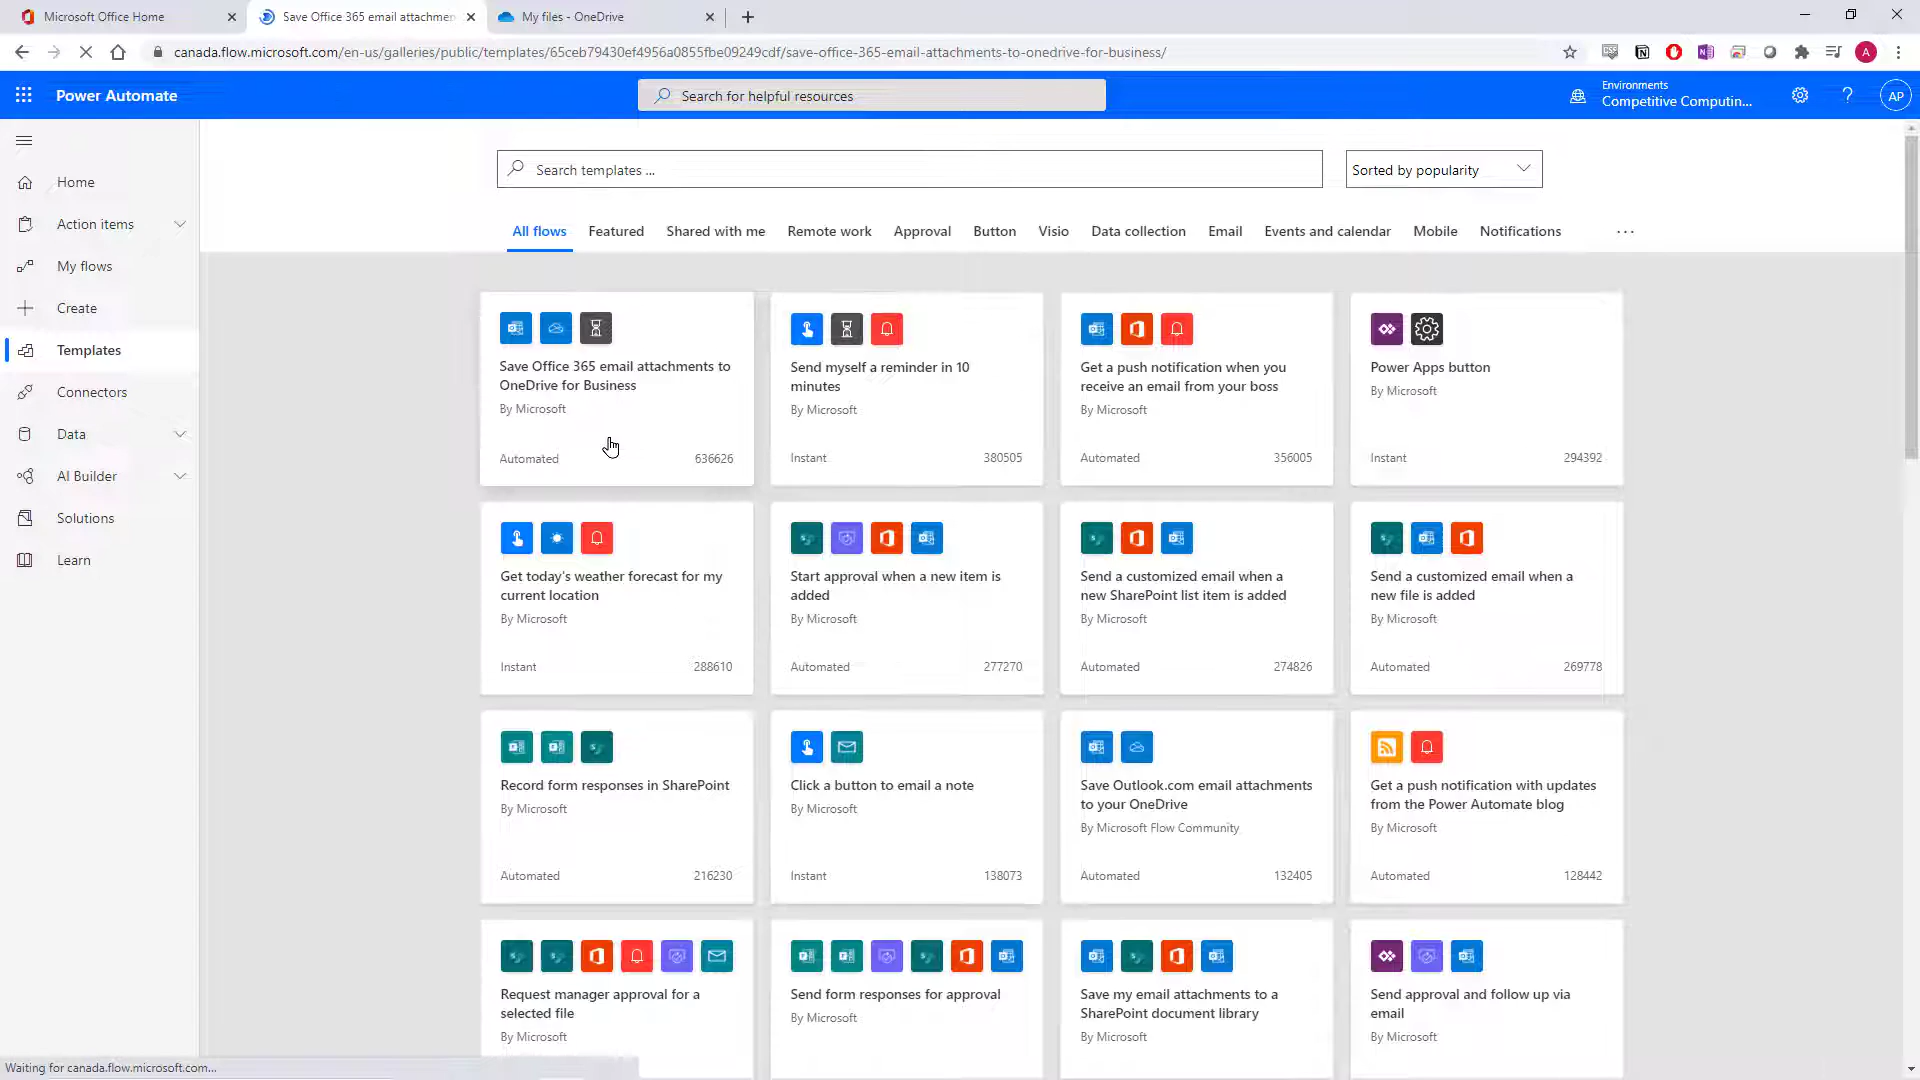 Microsoft Office Home
Save Office 365 email attachmen
My files - OneDrive
canada.flow.microsoft.com/en-us/galleries/public/templates/65ceb79430ef4956a0855fbe09249cdf/save-office-365-email-attachments-to-onedrive-for-business/
A
Power Automate
Search for helpful resources
Environments
Competitive Computin...
?
AP
Search templates ...
Sorted by popularity
Home
Action items
My flows
Create
Templates
Connectors
Data
AI Builder
Solutions
Learn
All flows
Featured
Shared with me
Remote work
Approval
Button
Visio
Data collection
Email
Events and calendar
Mobile
Notifications
...
Save Office 365 email attachments to
OneDrive for Business
By Microsoft
Automated 636626
Send myself a reminder in 10
minutes
By Microsoft
Instant 380505
Get a push notification when you
receive an email from your boss
By Microsoft
Automated 356005
Power Apps button
By Microsoft
Instant 294392
Get today's weather forecast for my
current location
By Microsoft
Instant 288610
Start approval when a new item is
added
By Microsoft
Automated 277270
Send a customized email when a
new SharePoint list item is added
By Microsoft
Automated 274826
Send a customized email when a
new file is added
By Microsoft
Automated 269778
Record form responses in SharePoint
By Microsoft
Automated 216230
Click a button to email a note
By Microsoft
Instant 138073
Save Outlook.com email attachments
to your OneDrive
By Microsoft Flow Community
Automated 132405
Get a push notification with updates
from the Power Automate blog
By Microsoft
Automated 128442
Request manager approval for a
selected file
By Microsoft
Send form responses for approval
By Microsoft
Save my email attachments to a
SharePoint document library
By Microsoft
Send approval and follow up via
email
By Microsoft
Waiting for canada.flow.microsoft.com...